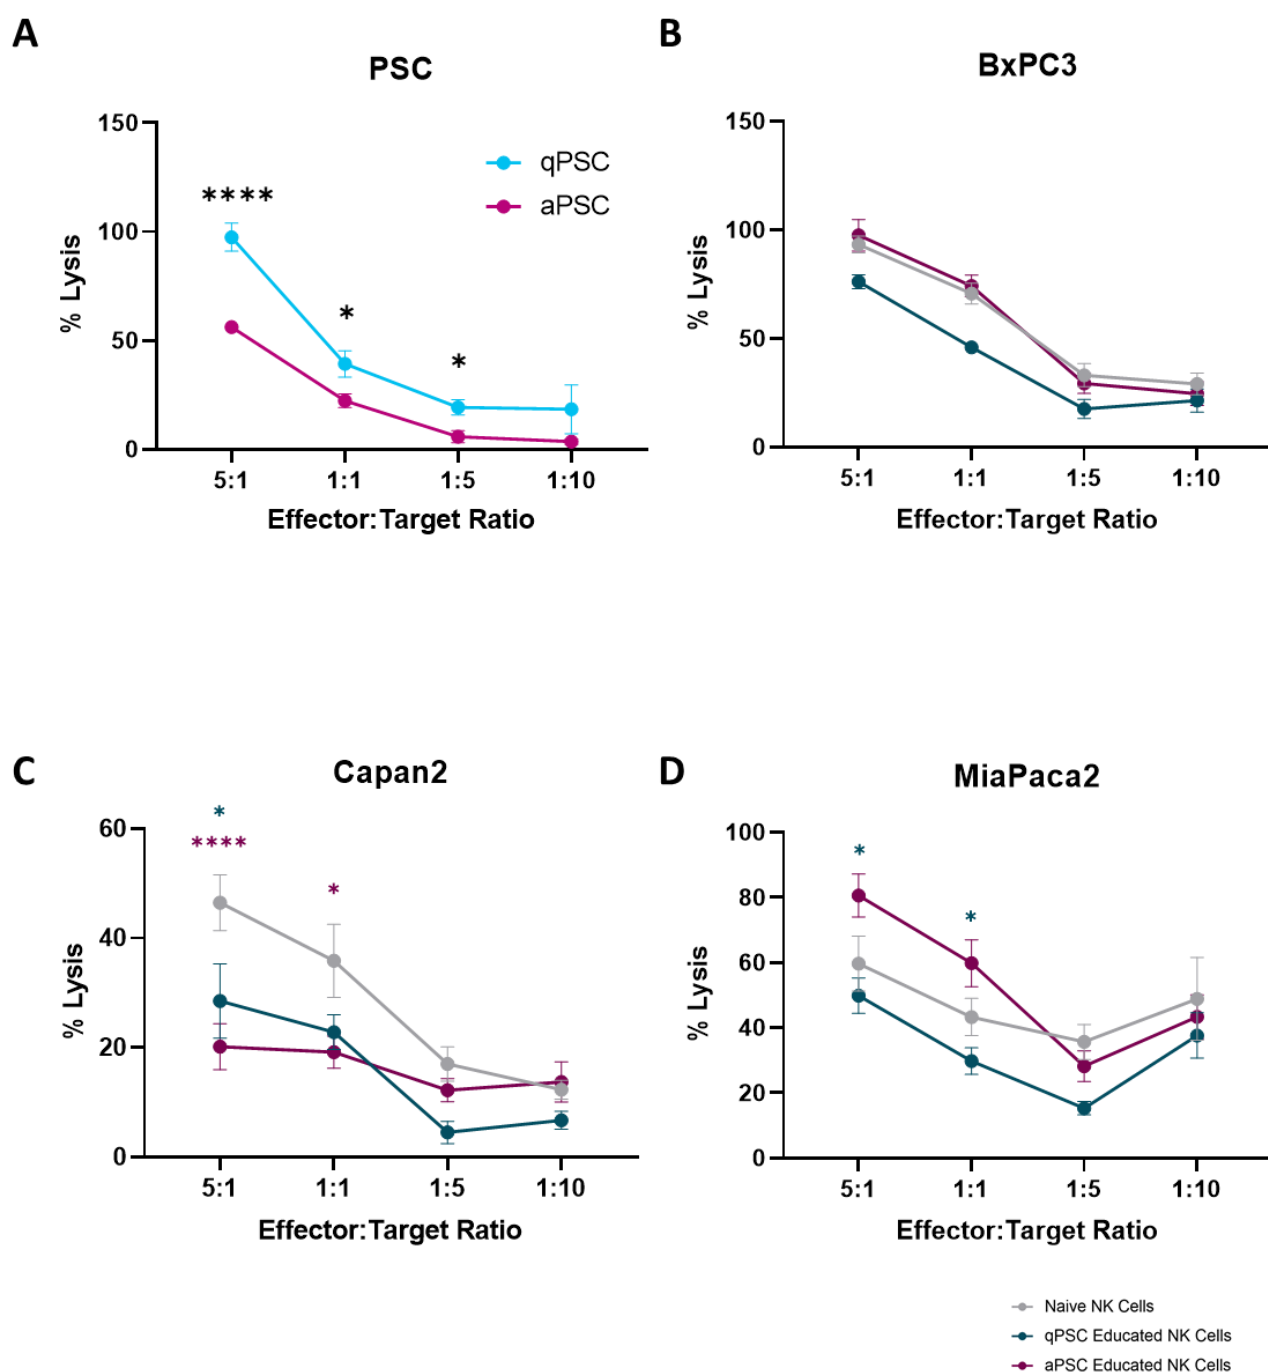 A
PSC
150
100
50
0
% Lysis
****
*
*
qPSC
aPSC
5:1 1:1 1:5 1:10
Effector:Target Ratio
B
BxPC3
150
100
50
0
% Lysis
5:1 1:1 1:5 1:10
Effector:Target Ratio
C
Capan2
60
40
20
0
% Lysis
*
****
*
5:1 1:1 1:5 1:10
Effector:Target Ratio
D
MiaPaca2
100
80
60
40
20
0
% Lysis
*
*
5:1 1:1 1:5 1:10
Effector:Target Ratio
Naive NK Cells
qPSC Educated NK Cells
aPSC Educated NK Cells